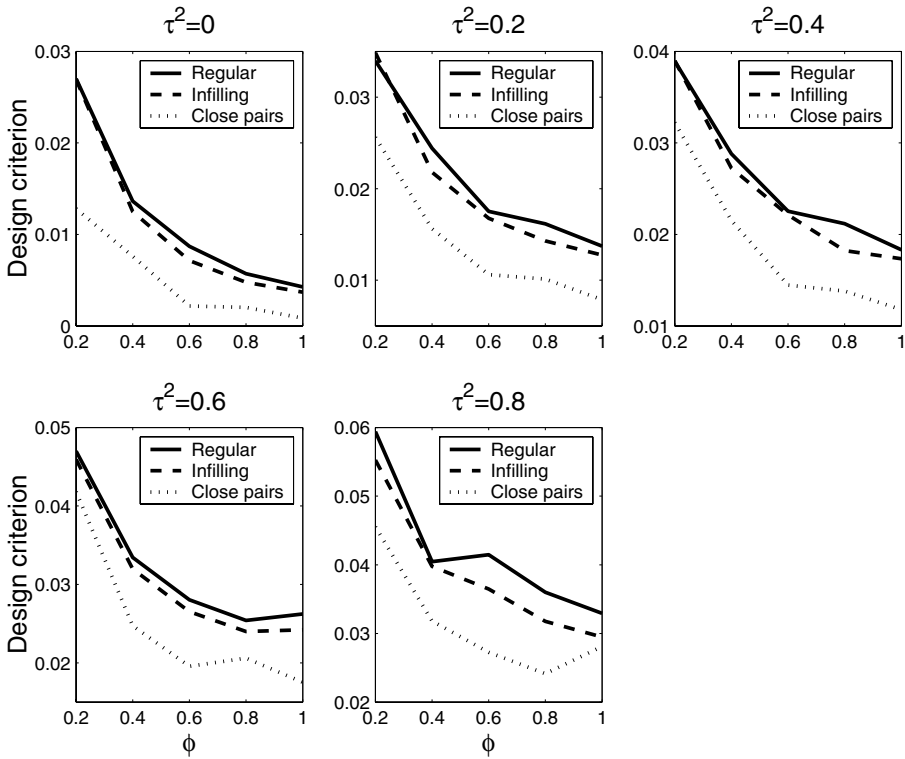 τ²=0
0.03
0.02
0.01
0
Design criterion
Regular
Infilling
Close pairs
0.2 0.4 0.6 0.8 1
τ²=0.2
0.03
0.02
0.01
Regular
Infilling
Close pairs
0.2 0.4 0.6 0.8 1
τ²=0.4
0.04
0.03
0.02
0.01
Regular
Infilling
Close pairs
0.2 0.4 0.6 0.8 1
τ²=0.6
0.05
0.04
0.03
0.02
Design criterion
Regular
Infilling
Close pairs
0.2 0.4 0.6 0.8 1
ϕ
τ²=0.8
0.06
0.05
0.04
0.03
0.02
Regular
Infilling
Close pairs
0.2 0.4 0.6 0.8 1
ϕ